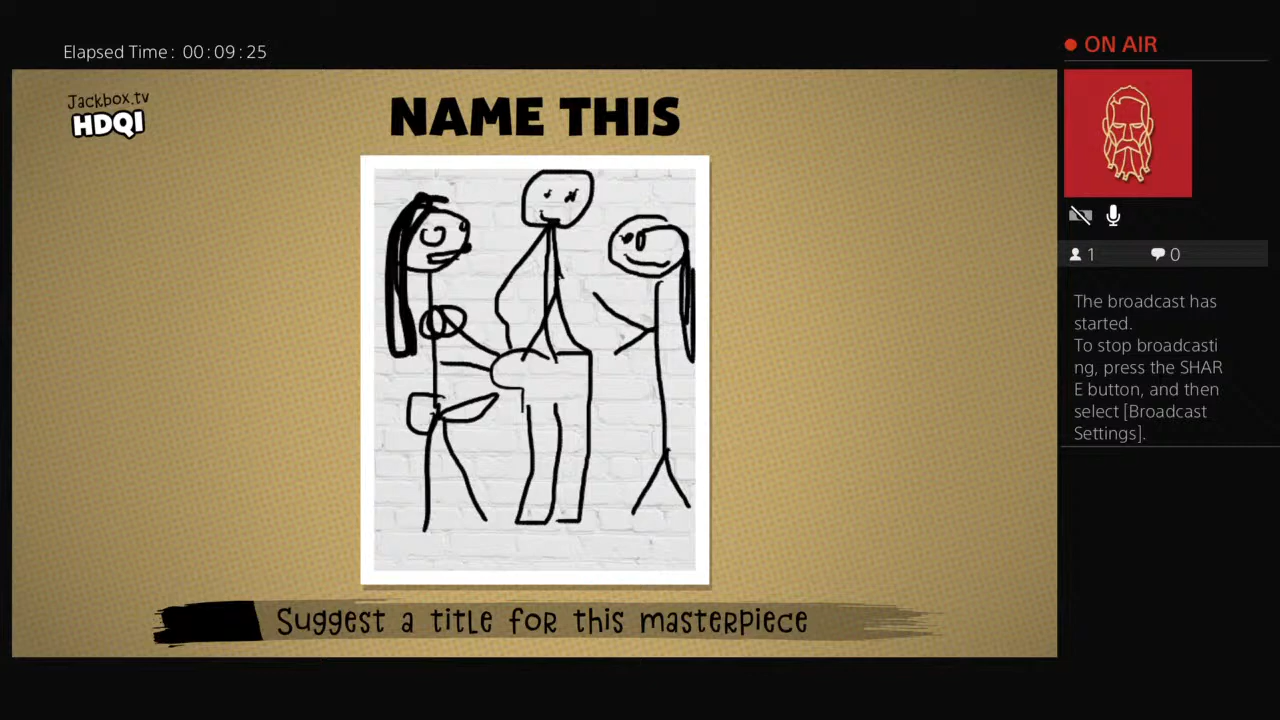 Elapsed Time: 00:09:25
ON AIR
Jackbox.tv
HDQI
NAME THIS
1
0
The broadcast has
started.
To stop broadcasti
ng, press the SHAR
E button, and then
select [Broadcast
Settings].
Suggest a title for this masterpiece